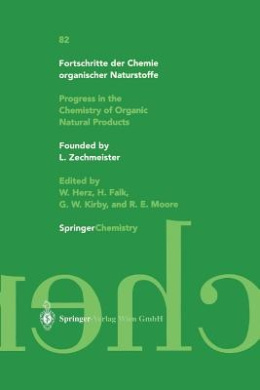 82
Fortschritte der Chemie
organischer Naturstoffe
Progress in the
Chemistry of Organic
Natural Products
Founded by
L. Zechmeister
Edited by
W. Herz, H. Falk,
G. W. Kirby, and R. E. Moore
SpringerChemistry
Springer-Verlag Wien GmbH